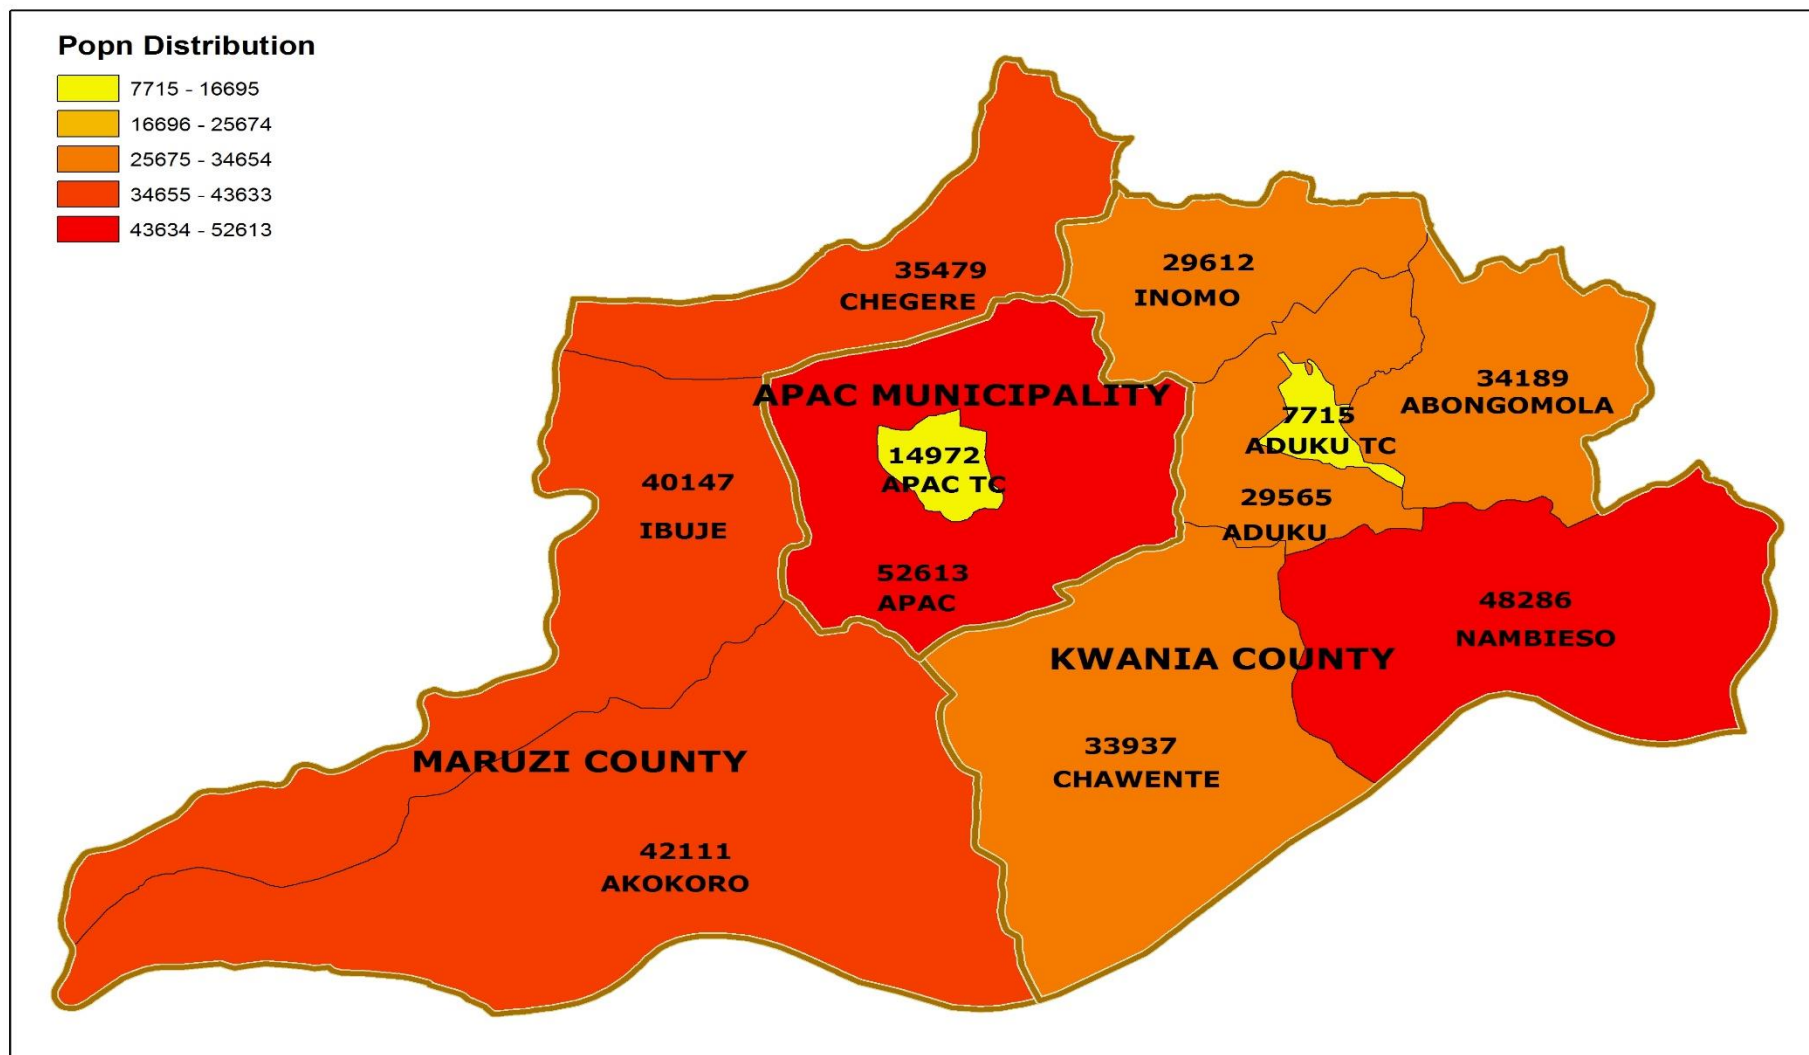 Popn Distribution
7715 - 16695
16696 - 25674
25675 - 34654
34655 - 43633
43634 - 52613
35479
CHEGERE
29612
INOMO
34189
ABONGOMOLA
APAC MUNICIPALITY
7715
ADUKU TC
14972
APAC TC
40147
IBUJE
29565
ADUKU
52613
APAC
48286
NAMBIESO
KWANIA COUNTY
33937
CHAWENTE
MARUZI COUNTY
42111
AKOKORO